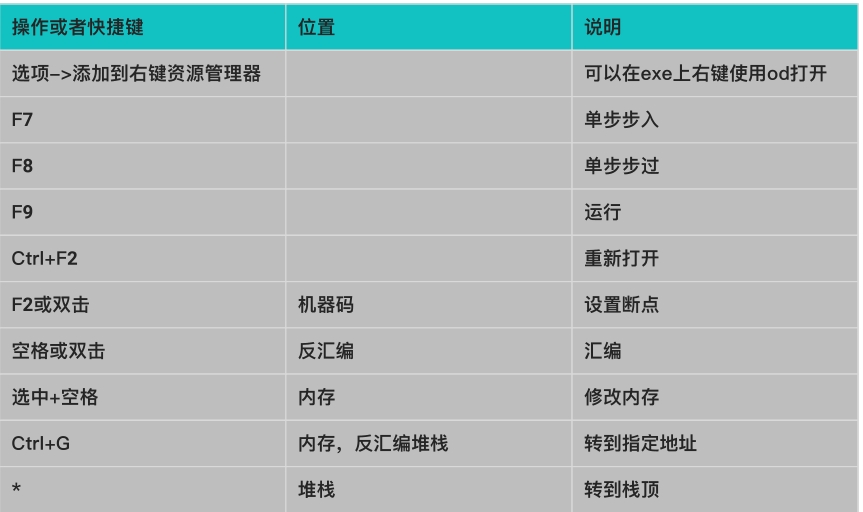 操作或者快捷键 位置 说明
选项->添加到右键资源管理器 可以在exe上右键使用od打开
F7 单步步入
F8 单步步过
F9 运行
Ctrl+F2 重新打开
F2或双击 机器码 设置断点
空格或双击 反汇编 汇编
选中+空格 内存 修改内存
Ctrl+G 内存，反汇编堆栈 转到指定地址
* 堆栈 转到栈顶